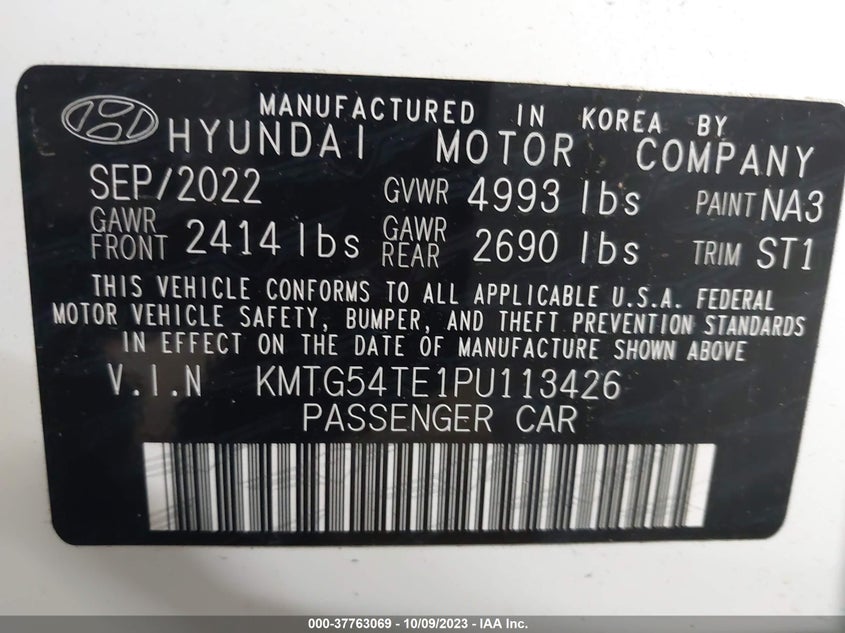 MANUFACTURED IN KOREA BY
HYUNDAI MOTOR COMPANY
SEP/2022 GVWR 4993 lbs PAINT NA3
GAWR FRONT 2414 lbs GAWR REAR 2690 lbs TRIM ST1
THIS VEHICLE CONFORMS TO ALL APPLICABLE U.S.A. FEDERAL
MOTOR VEHICLE SAFETY, BUMPER, AND THEFT PREVENTION STANDARDS
IN EFFECT ON THE DATE OF MANUFACTURE SHOWN ABOVE
V.I.N KMTG54TE1PU113426
PASSENGER CAR
000-37763069 - 10/09/2023 - IAA Inc.